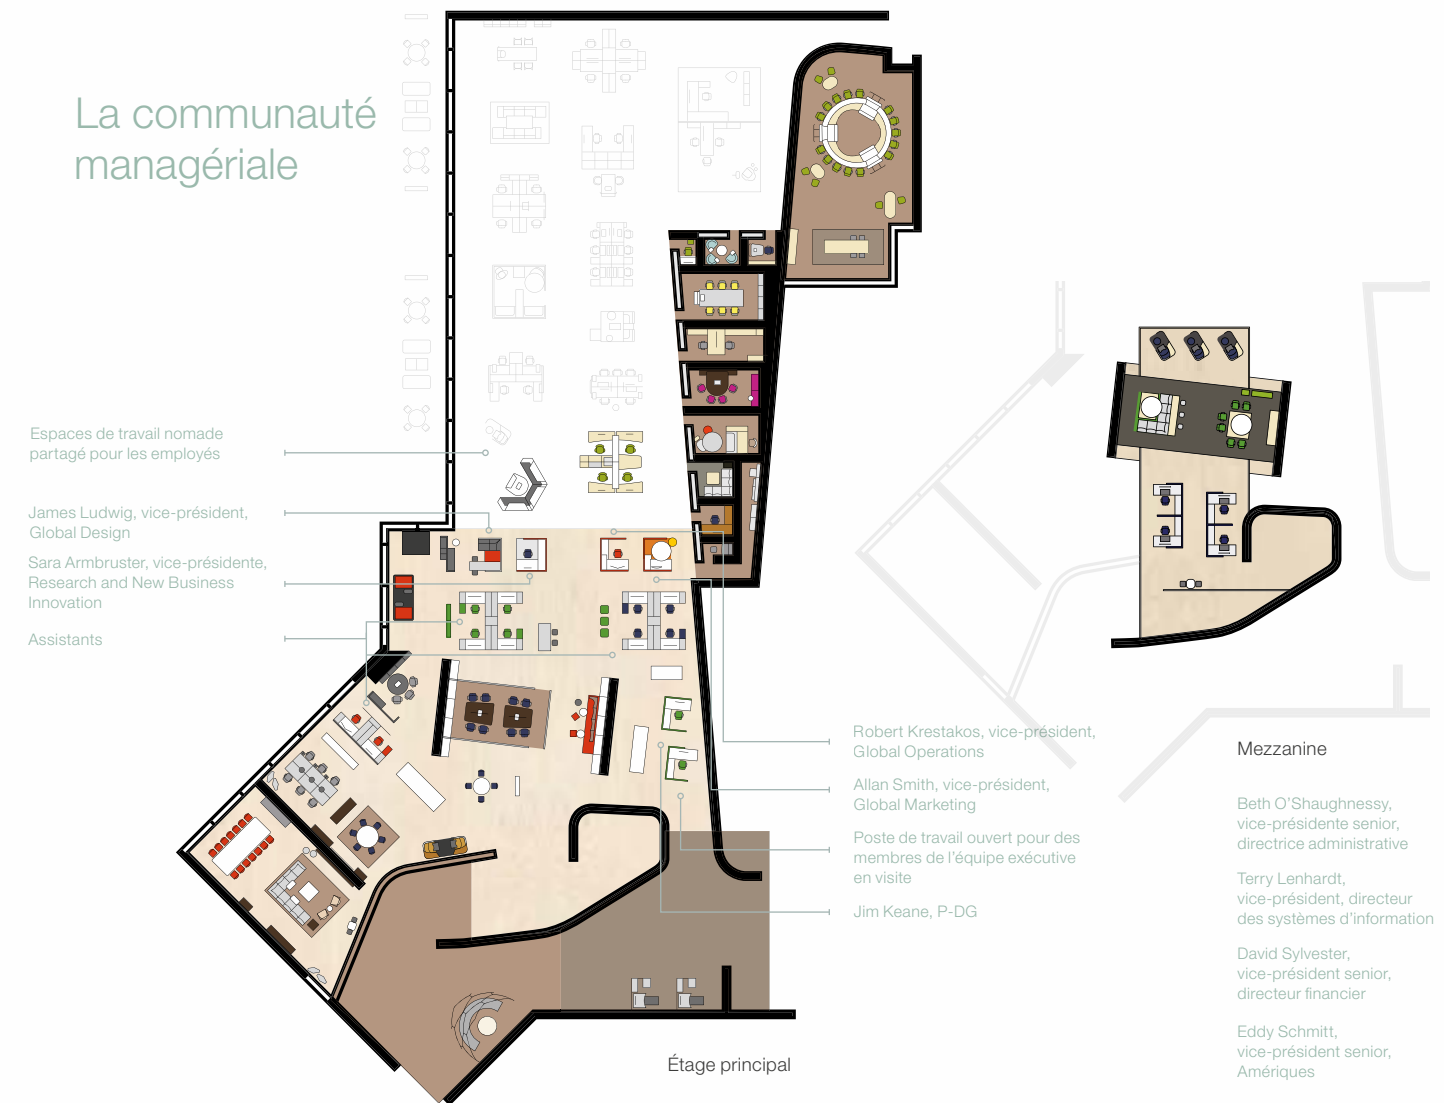 La communauté
managériale
Espaces de travail nomade
partagé pour les employés
James Ludwig, vice-président,
Global Design
Sara Armbruster, vice-présidente,
Research and New Business
Innovation
Assistants
Robert Krestakos, vice-président,
Global Operations
Allan Smith, vice-président,
Global Marketing
Poste de travail ouvert pour des
membres de l’équipe exécutive
en visite
Jim Keane, P-DG
Étage principal
Mezzanine
Beth O’Shaughnessy,
vice-présidente senior,
directrice administrative
Terry Lenhardt,
vice-président, directeur
des systèmes d’information
David Sylvester,
vice-président senior,
directeur financier
Eddy Schmitt,
vice-président senior,
Amériques